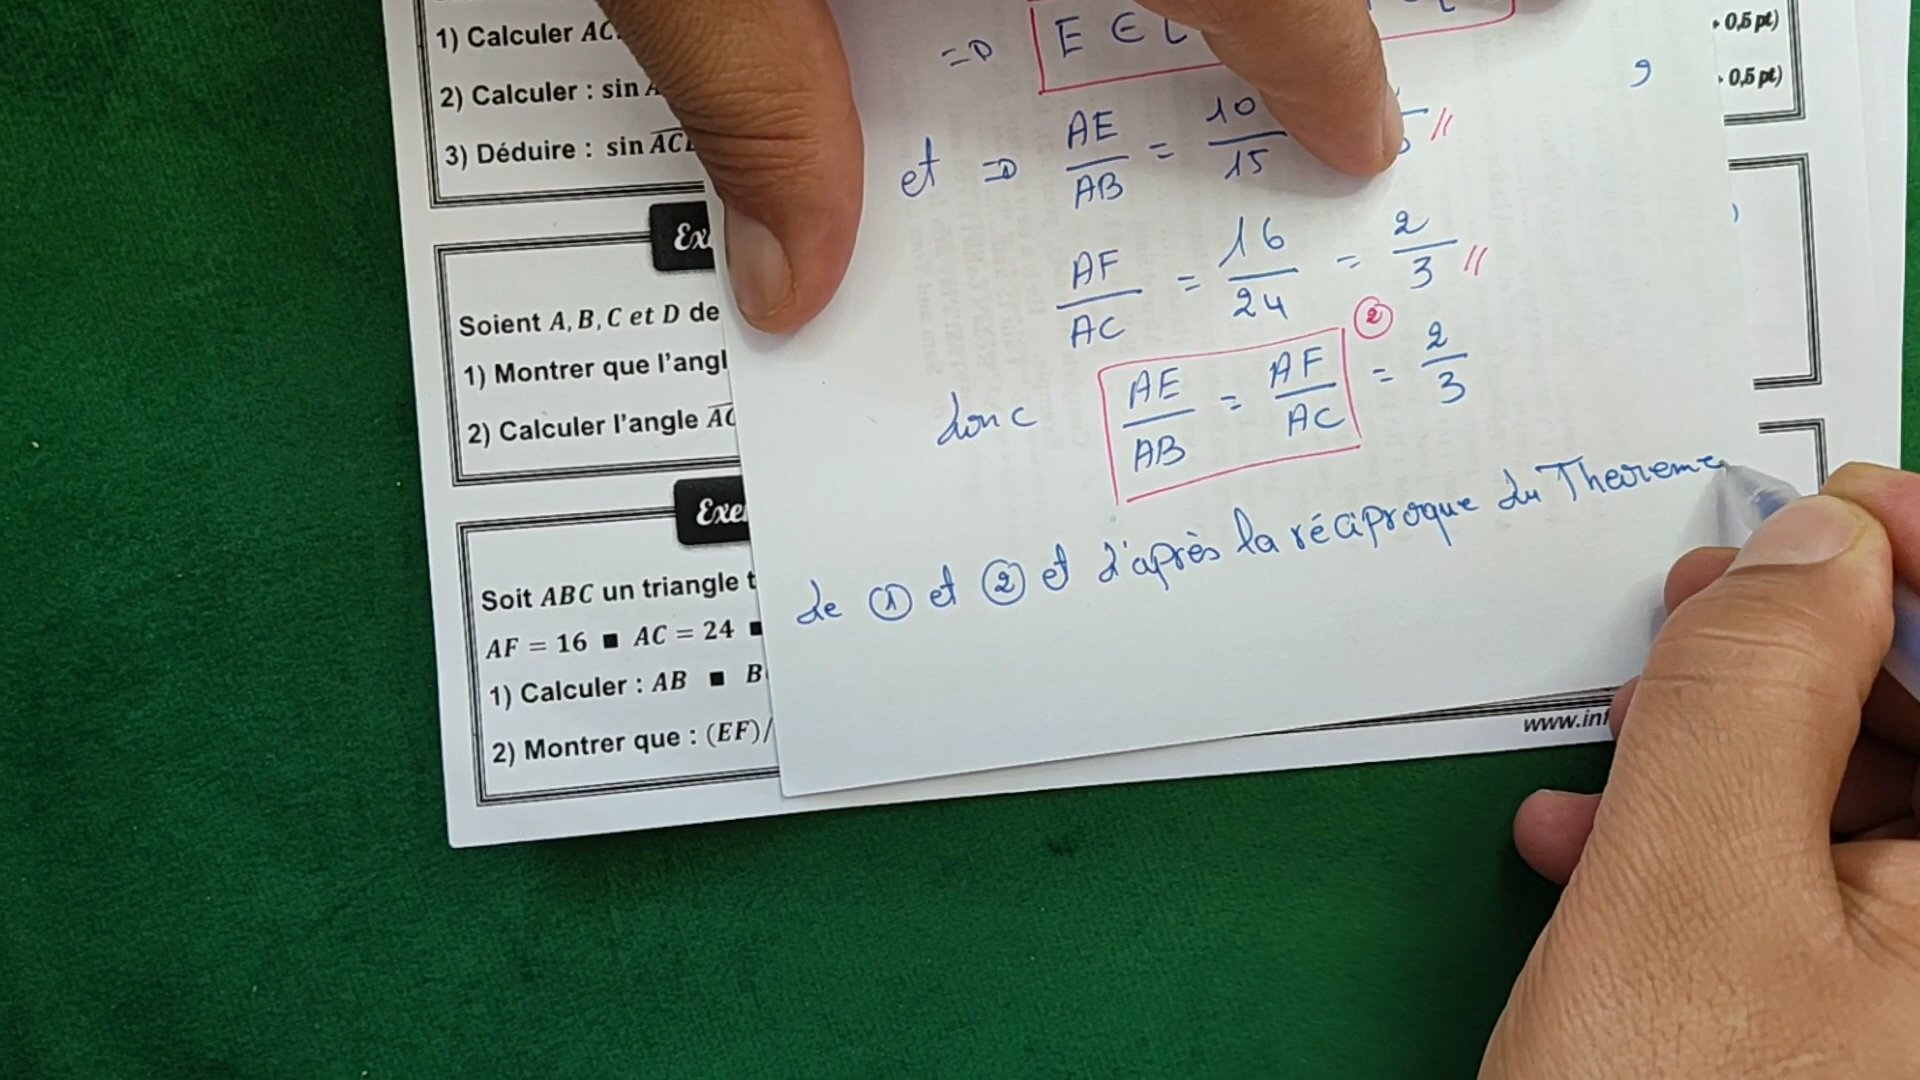 1) Calculer AC
2) Calculer : sin
3) Déduire : sin
Soient A, B, C et D de
1) Montrer que l'angl
2) Calculer l'angle
Soit ABC un triangle
AF = 16 ■ AC = 24 ■
1) Calculer : AB ■ B
2) Montrer que : (EF)/
0,5 pt)
0,5 pt)
=> E ∈ [
et => AE/AB = 10/15
AF/AC = 16/24 = 2/3 //
donc AE/AB = AF/AC = 2/3 ②
de ① et ② et d'après la réciproque du Theoreme
www.inf